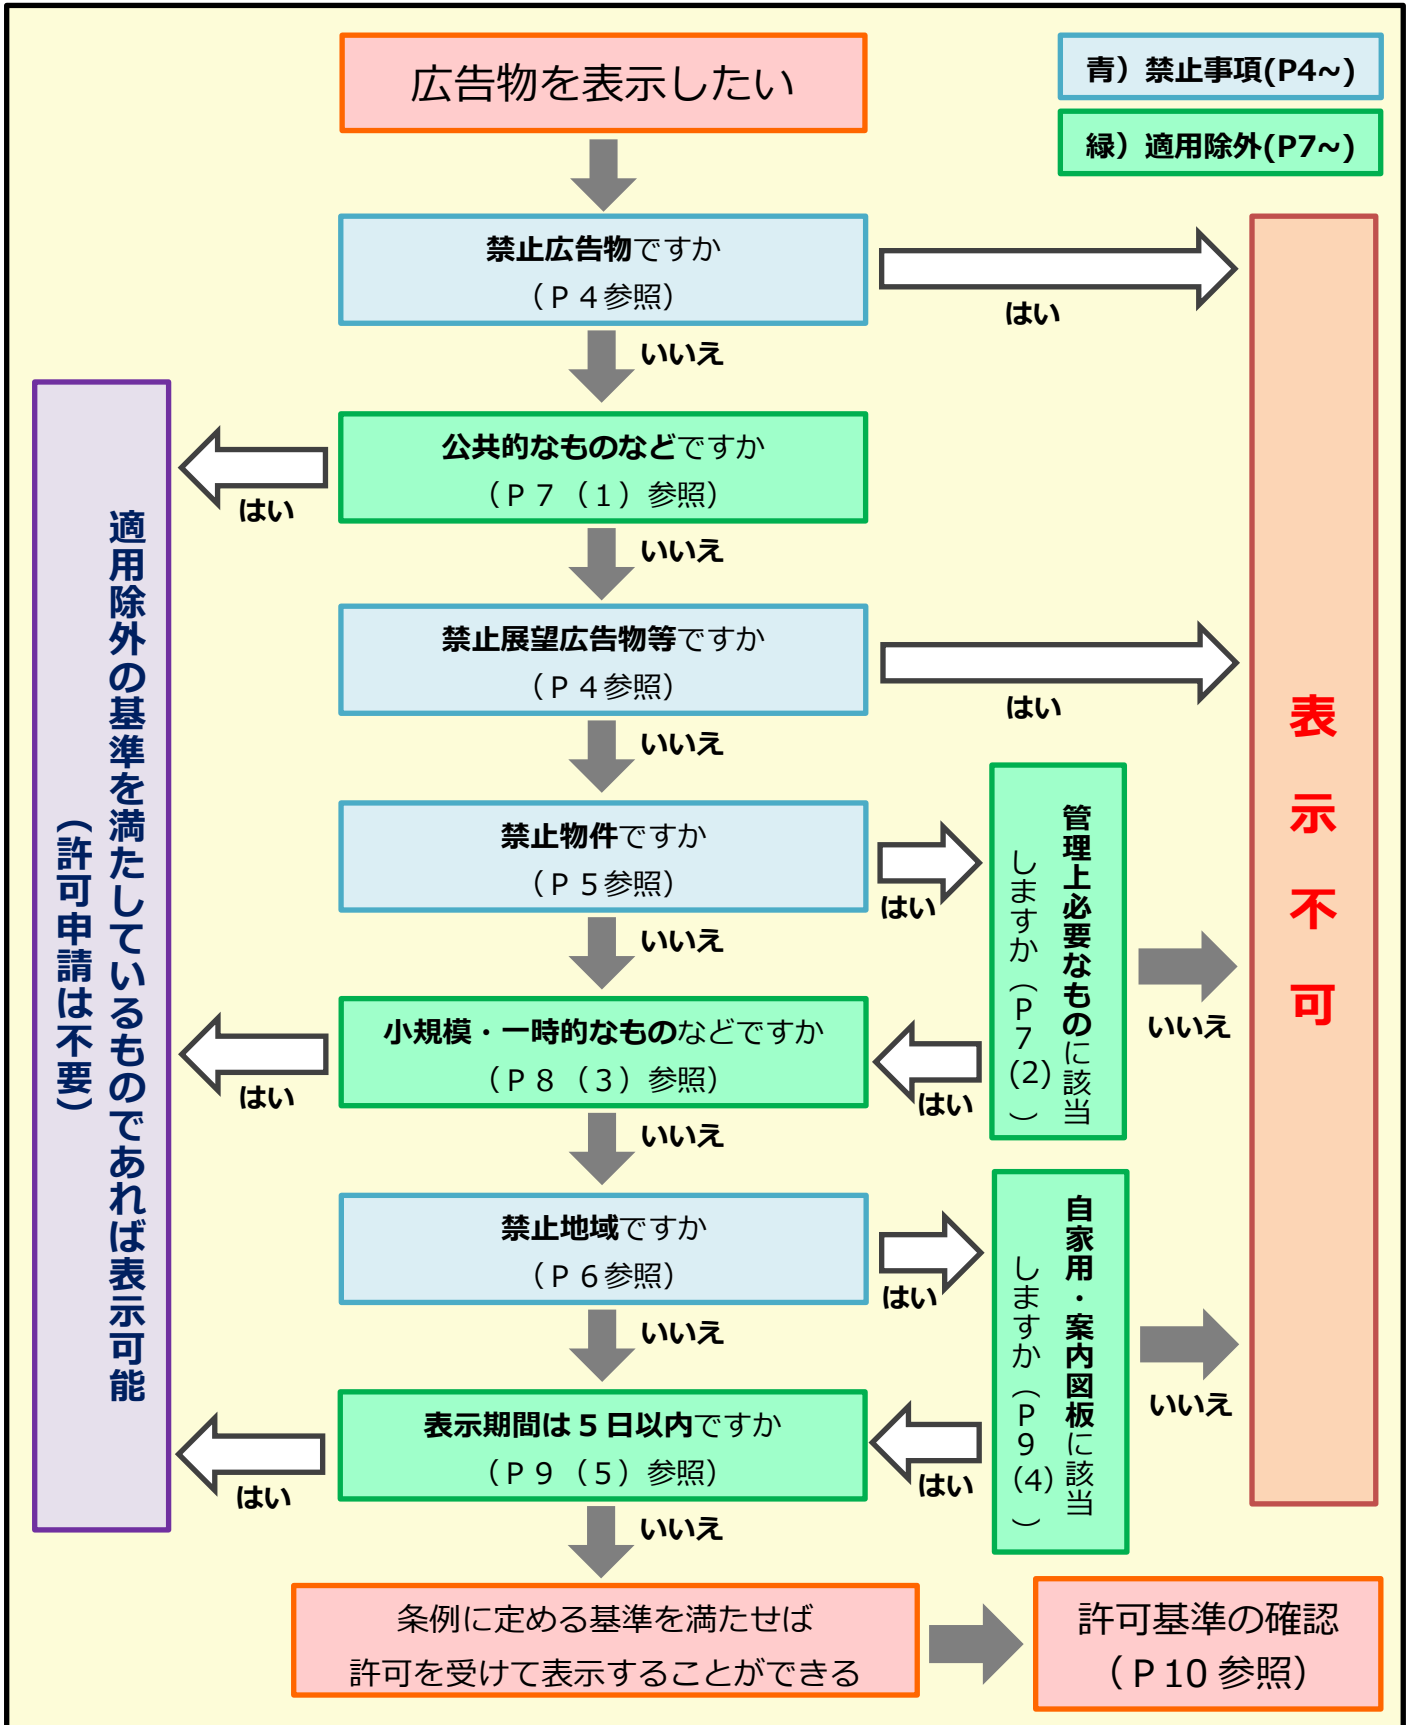 広告物を表示したい
青）禁止事項(P4~)
緑）適用除外(P7~)
禁止広告物ですか
（Ｐ４参照）
はい
いいえ
公共的なものなどですか
（Ｐ７（１）参照）
はい
いいえ
禁止展望広告物等ですか
（Ｐ４参照）
はい
いいえ
禁止物件ですか
（Ｐ５参照）
はい
いいえ
管理上必要なものに該当
しますか（Ｐ７(2)）
いいえ
はい
小規模・一時的なものなどですか
（Ｐ８（３）参照）
はい
いいえ
禁止地域ですか
（Ｐ６参照）
はい
いいえ
自家用・案内図板に該当
しますか（Ｐ９(4)）
いいえ
はい
表示期間は５日以内ですか
（Ｐ９（５）参照）
はい
いいえ
適用除外の基準を満たしているものであれば表示可能
（許可申請は不要）
表示不可
条例に定める基準を満たせば
許可を受けて表示することができる
許可基準の確認
（Ｐ10 参照）